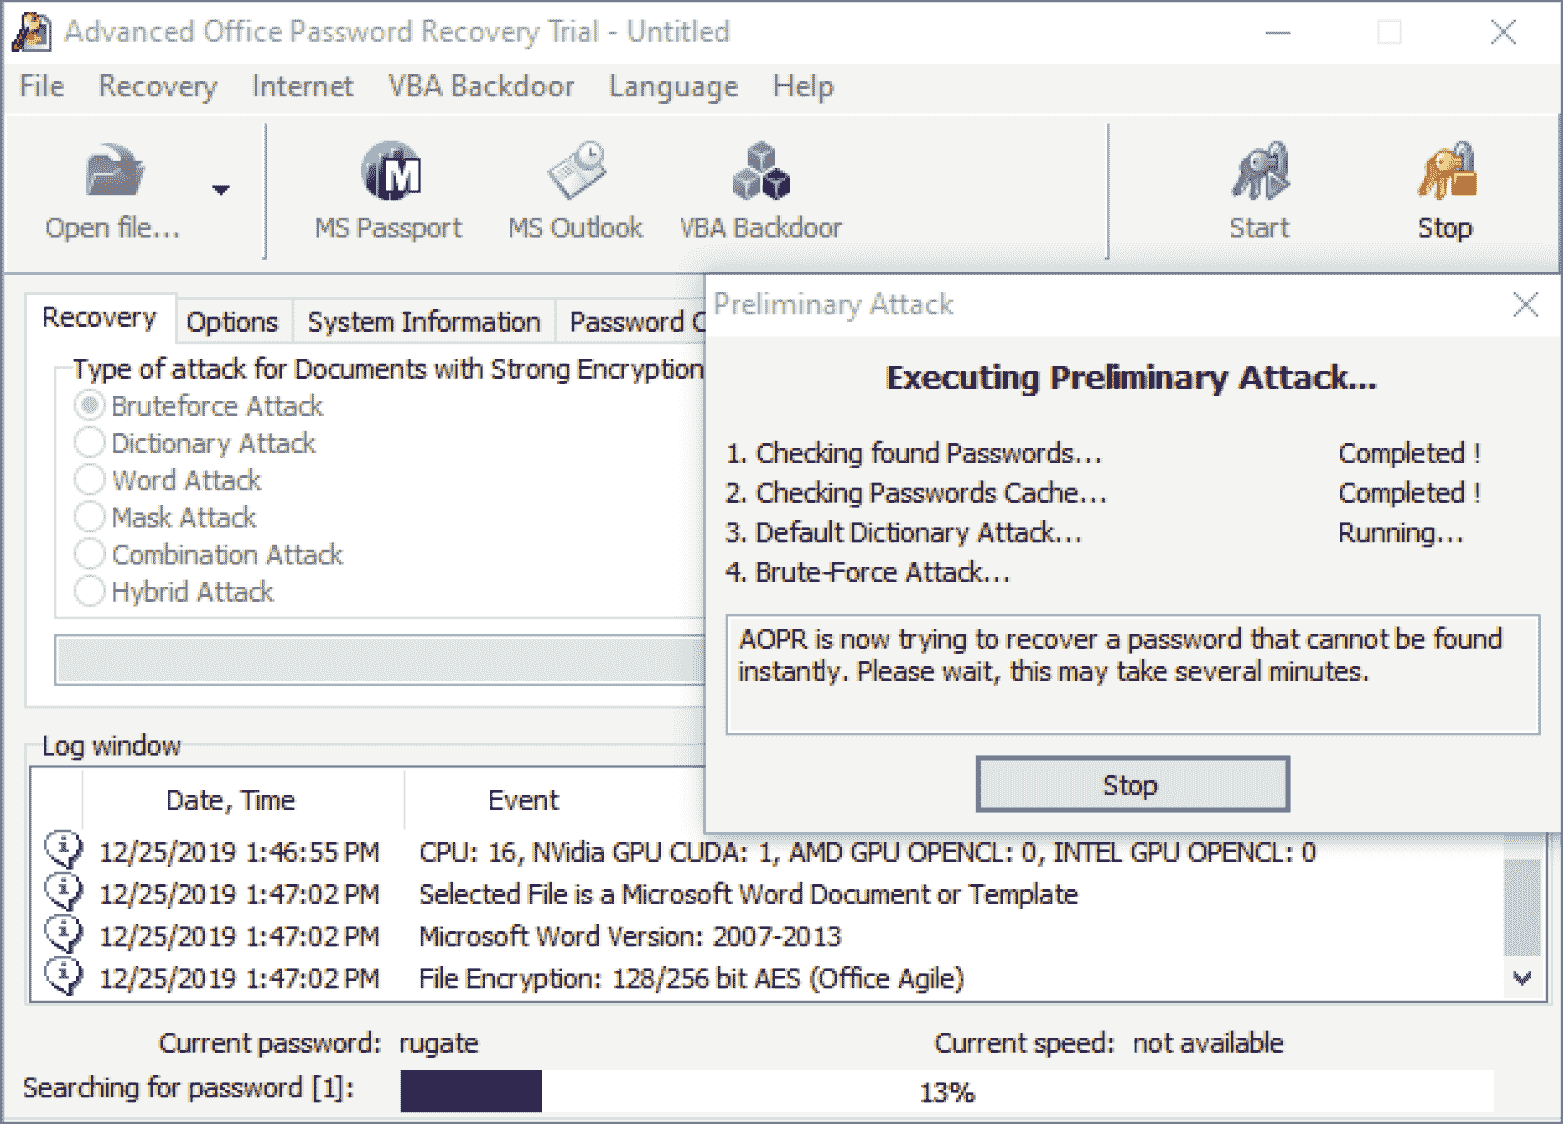 Advanced Office Password Recovery Trial - Untitled
File Recovery Internet VBA Backdoor Language Help
Open file... MS Passport MS Outlook VBA Backdoor Start Stop
Recovery Options System Information Password
Type of attack for Documents with Strong Encryption
Bruteforce Attack
Dictionary Attack
Word Attack
Mask Attack
Combination Attack
Hybrid Attack
Preliminary Attack
Executing Preliminary Attack...
1. Checking found Passwords... Completed !
2. Checking Passwords Cache... Completed !
3. Default Dictionary Attack... Running...
4. Brute-Force Attack...
AOPR is now trying to recover a password that cannot be found
instantly. Please wait, this may take several minutes.
Stop
Log window
Date, Time Event
12/25/2019 1:46:55 PM CPU: 16, NVidia GPU CUDA: 1, AMD GPU OPENCL: 0, INTEL GPU OPENCL: 0
12/25/2019 1:47:02 PM Selected File is a Microsoft Word Document or Template
12/25/2019 1:47:02 PM Microsoft Word Version: 2007-2013
12/25/2019 1:47:02 PM File Encryption: 128/256 bit AES (Office Agile)
Current password: rugate Current speed: not available
Searching for password [1]: 13%